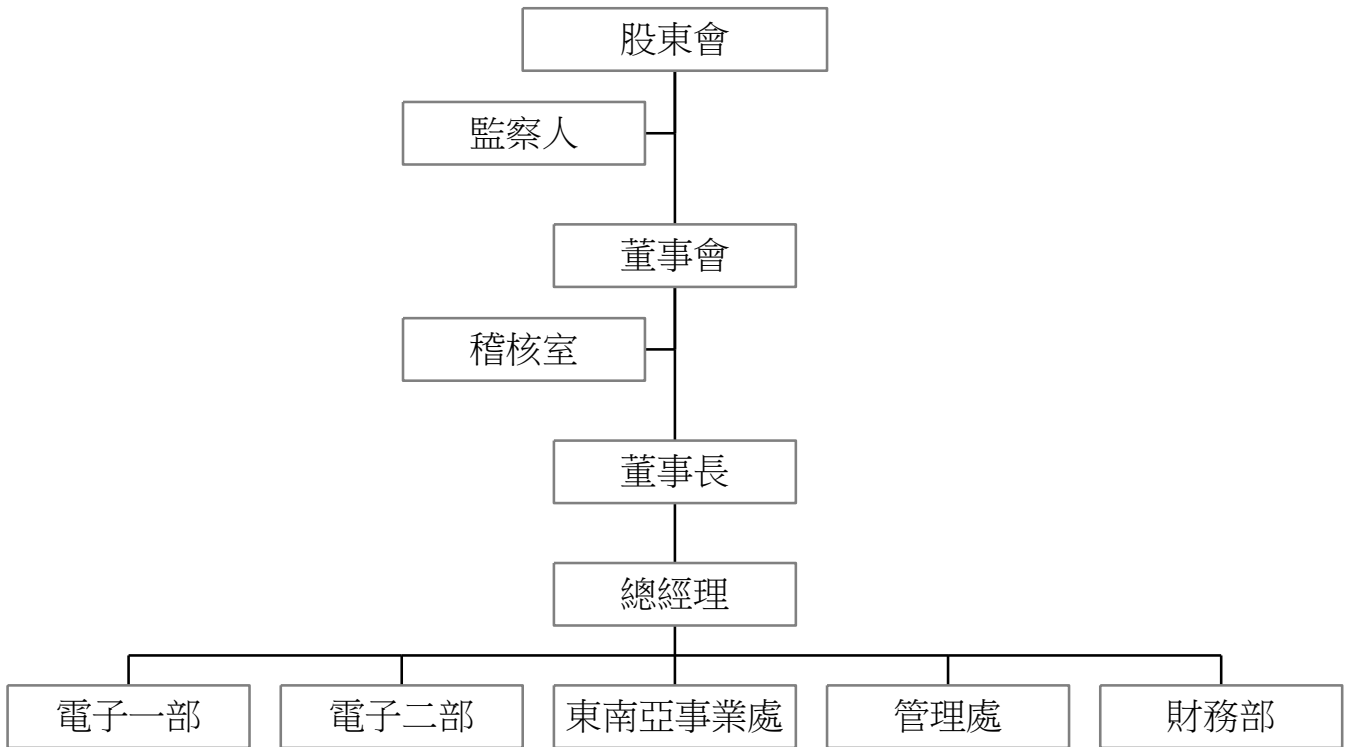 股東會
監察人
董事會
稽核室
董事長
總經理
電子一部
電子二部
東南亞事業處
管理處
財務部